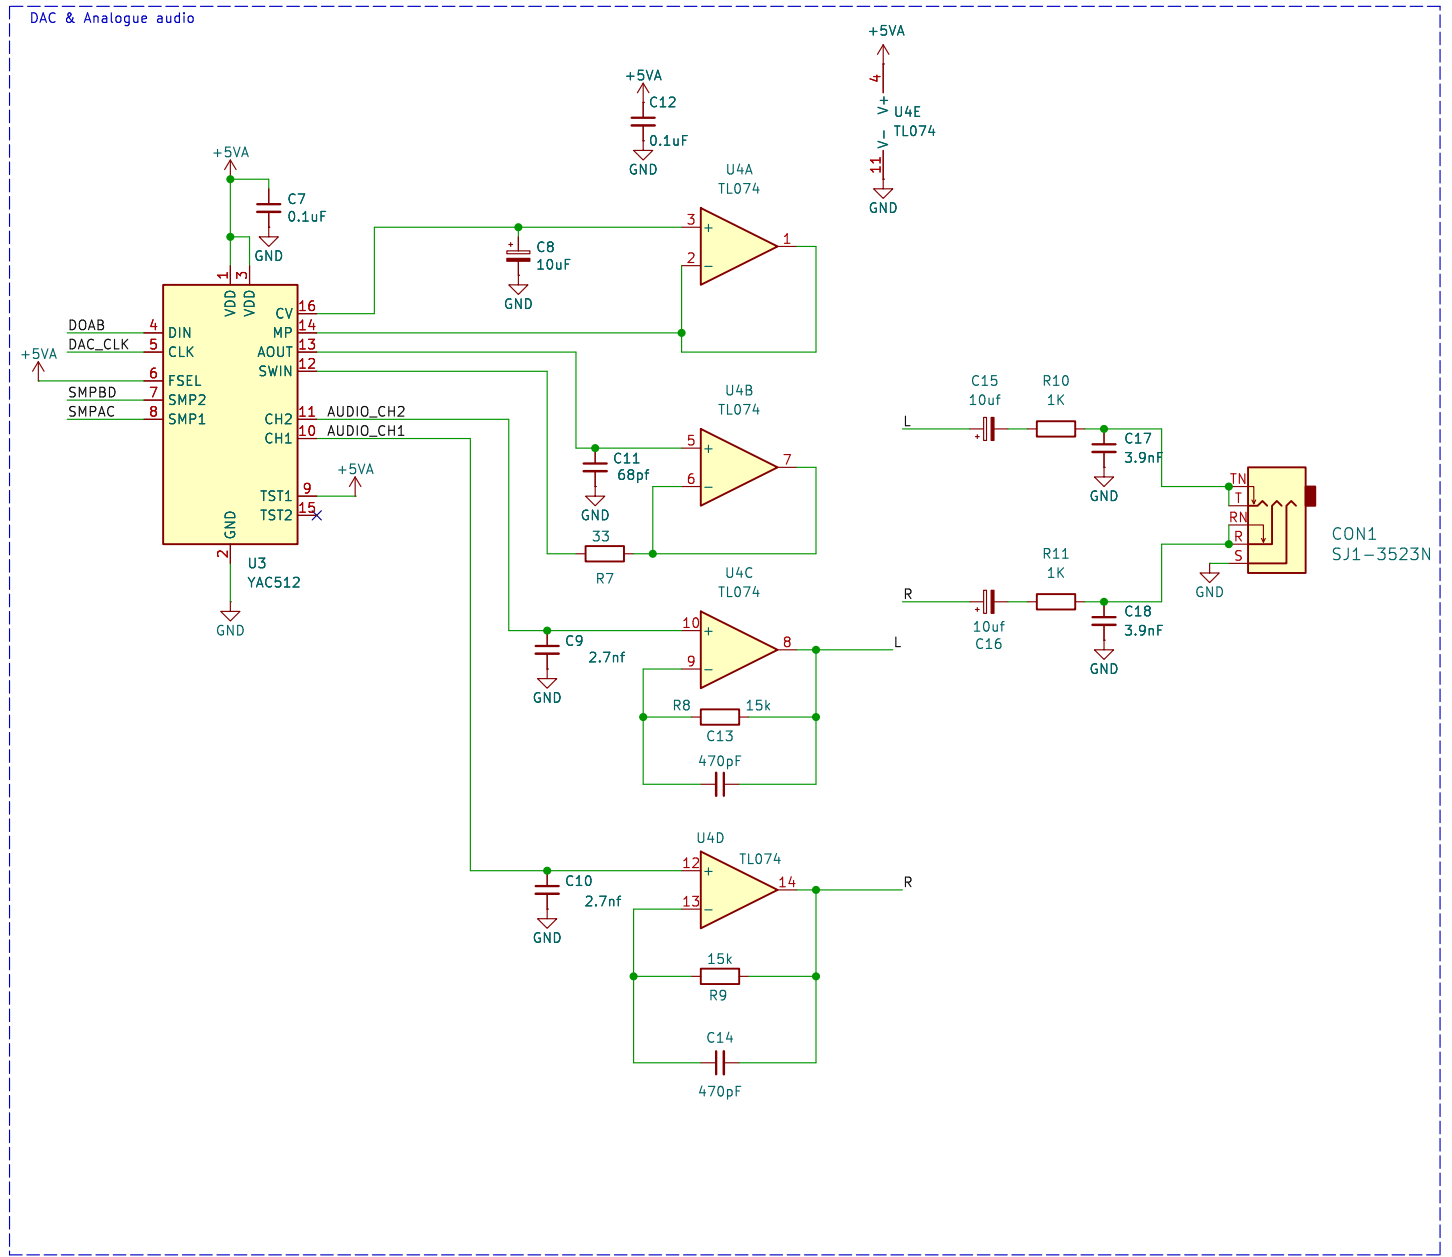 DAC & Analogue audio
+5VA
4
V+
U4E
TL074
V-
11
GND
+5VA
C12
0.1uF
GND
+5VA
C7
0.1uF
GND
U4A
TL074
3
+
2
-
1
C8
10uF
GND
1
3
VDD
VDD
DOAB
4
DIN
DAC_CLK
5
CLK
+5VA
6
FSEL
SMPBD
7
SMP2
SMPAC
8
SMP1
CV
16
MP
14
AOUT
13
SWIN
12
CH2
11
AUDIO_CH2
CH1
10
AUDIO_CH1
TST1
9
+5VA
TST2
15
GND
2
U3
YAC512
GND
U4B
TL074
5
+
6
-
7
C11
68pf
GND
33
R7
U4C
TL074
10
+
9
-
8
L
C9
2.7nf
GND
R8
15k
C13
470pF
U4D
TL074
12
+
13
-
14
R
C10
2.7nf
GND
15k
R9
C14
470pF
L
C15
10uf
+
R10
1K
C17
3.9nF
GND
R
+
10uf
C16
R11
1K
C18
3.9nF
GND
TN
T
RN
R
S
GND
CON1
SJ1-3523N